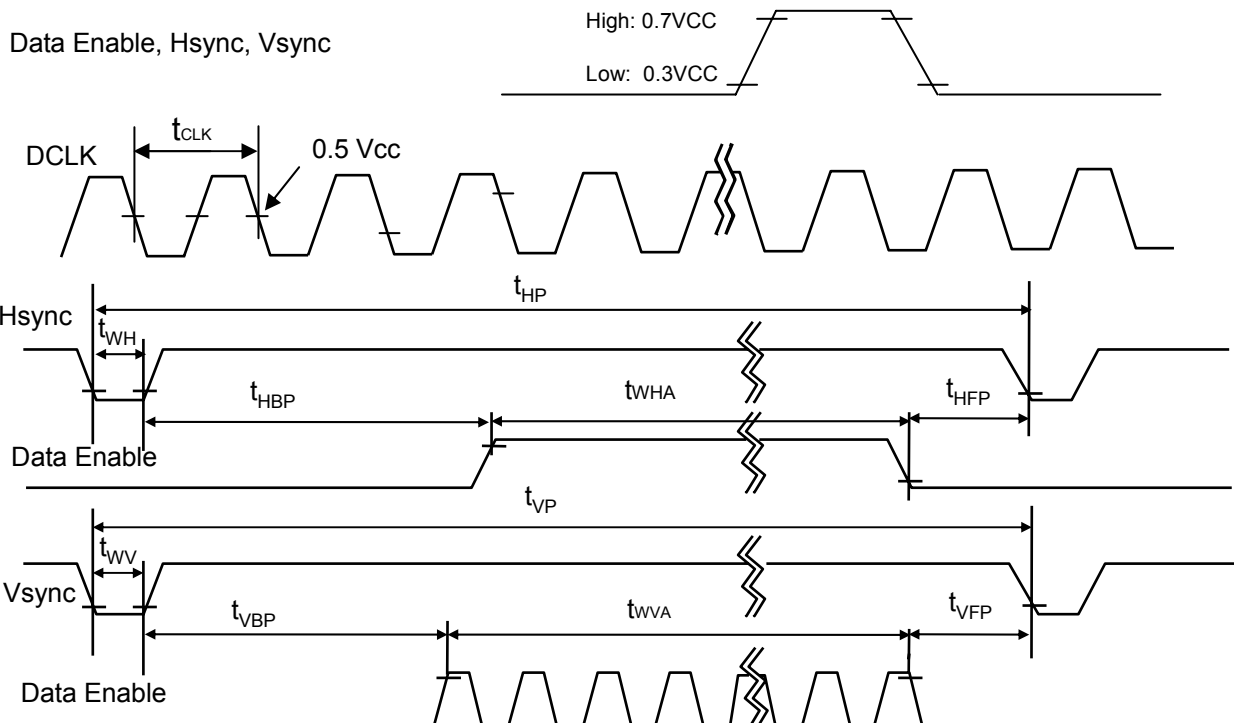 High: 0.7VCC
Data Enable, Hsync, Vsync
Low: 0.3VCC
tCLK
DCLK
0.5 Vcc
tHP
Hsync
tWH
tHBP
tWHA
tHFP
Data Enable
tVP
tWV
Vsync
tVBP
tWVA
tVFP
Data Enable